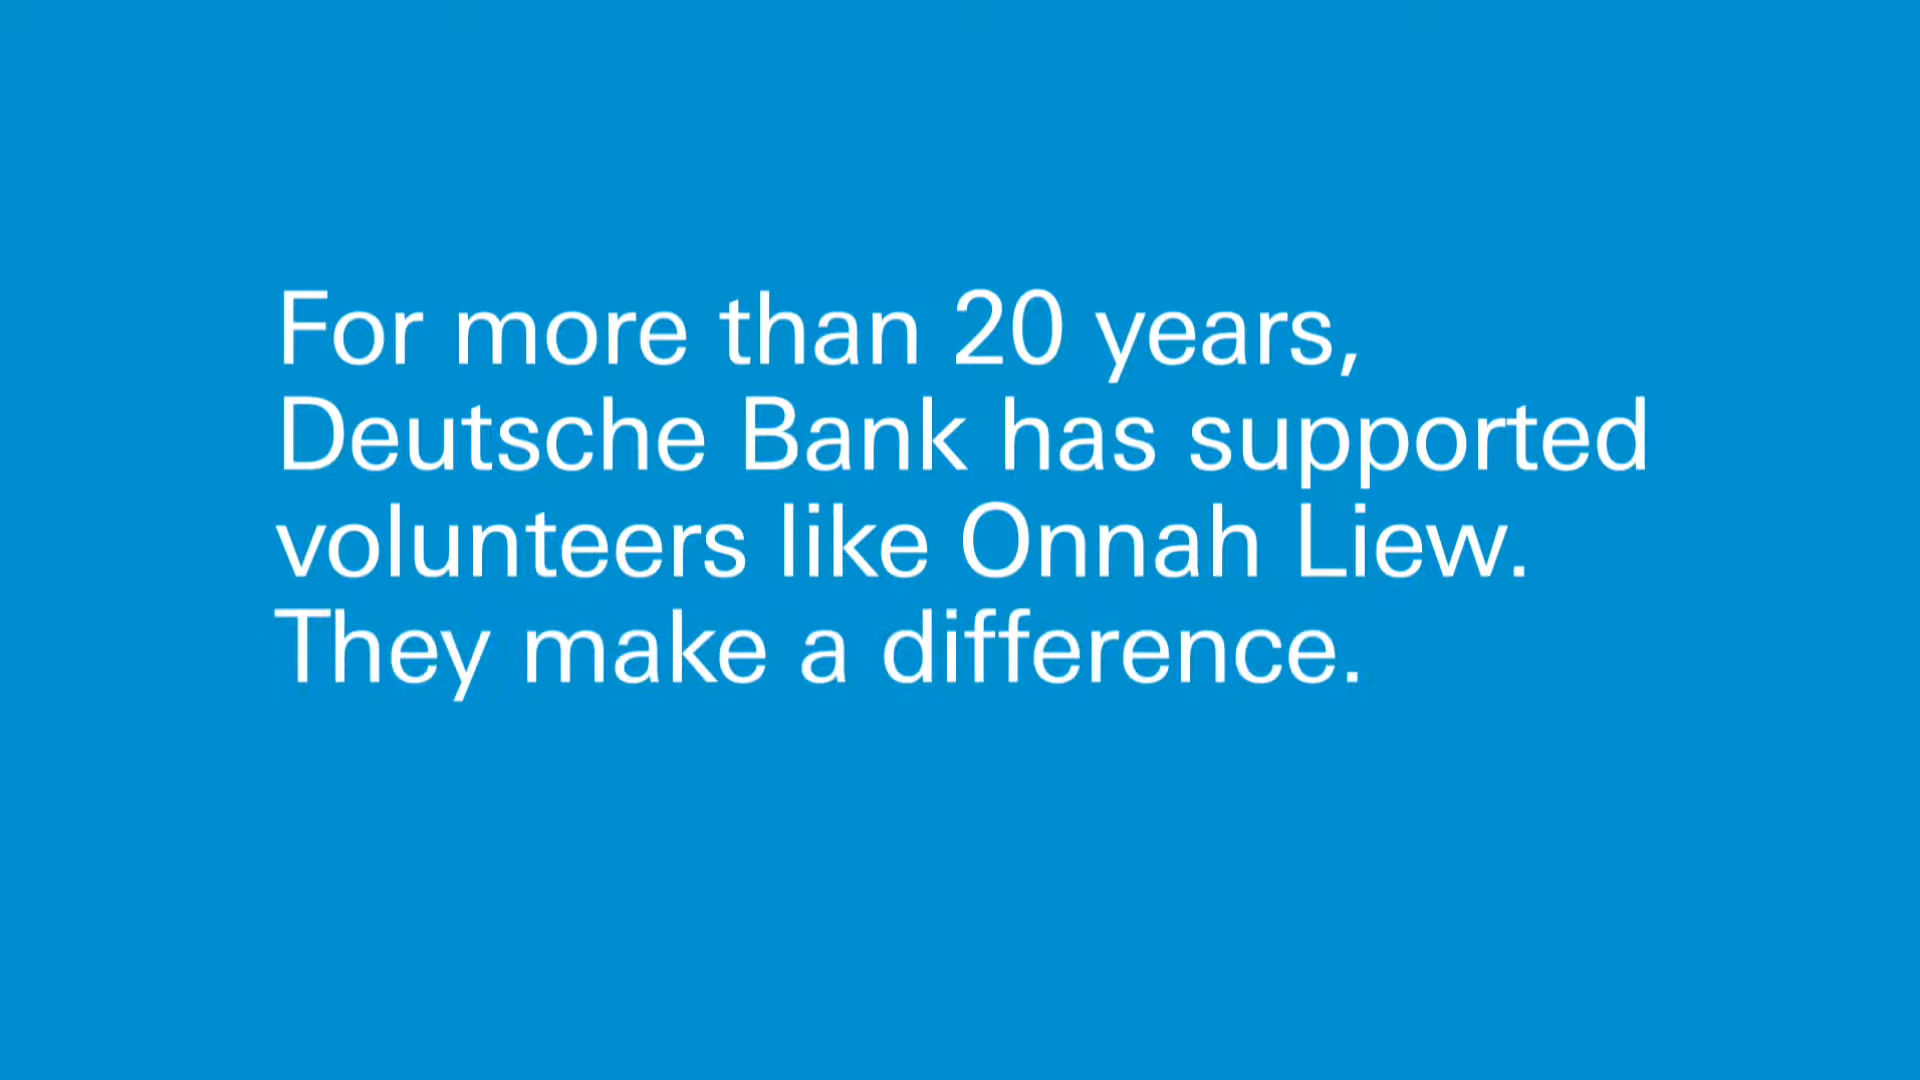 For more than 20 years,
Deutsche Bank has supported
volunteers like Onnah Liew.
They make a difference.